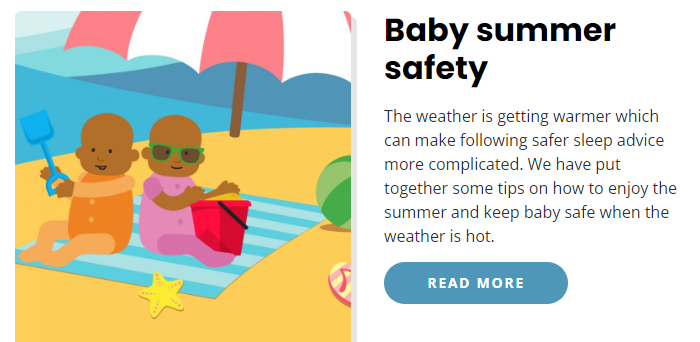 Baby summer
safety
The weather is getting warmer which
can make following safer sleep advice
more complicated. We have put
together some tips on how to enjoy the
summer and keep baby safe when the
weather is hot.
READ MORE